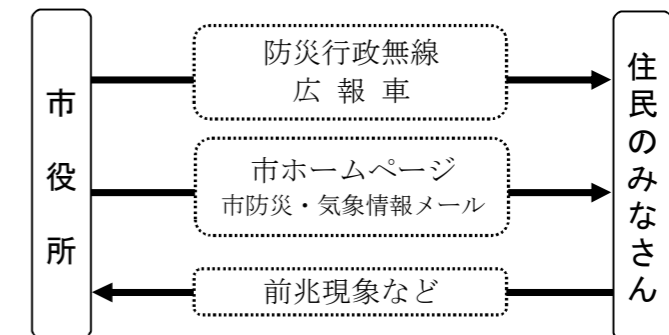 市役所
防災行政無線
広報車
市ホームページ
市防災・気象情報メール
前兆現象など
住民のみなさん